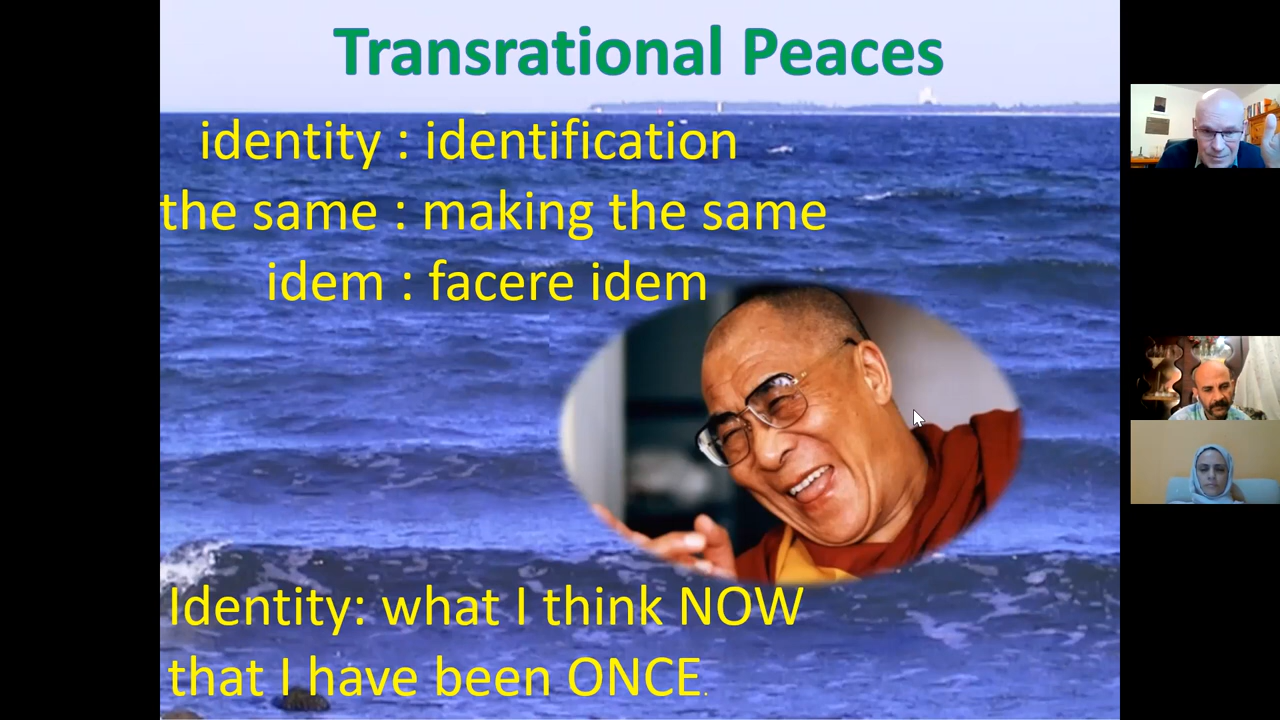 Transrational Peaces
identity : identification
the same : making the same
idem : facere idem
Identity: what I think NOW
that I have been ONCE.